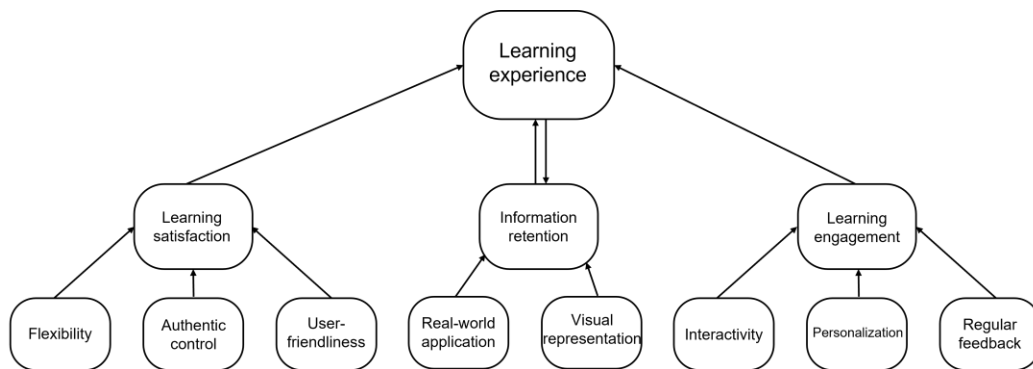 Learning
experience
Learning
satisfaction
Information
retention
Learning
engagement
Flexibility
Authentic
control
User-
friendliness
Real-world
application
Visual
representation
Interactivity
Personalization
Regular
feedback